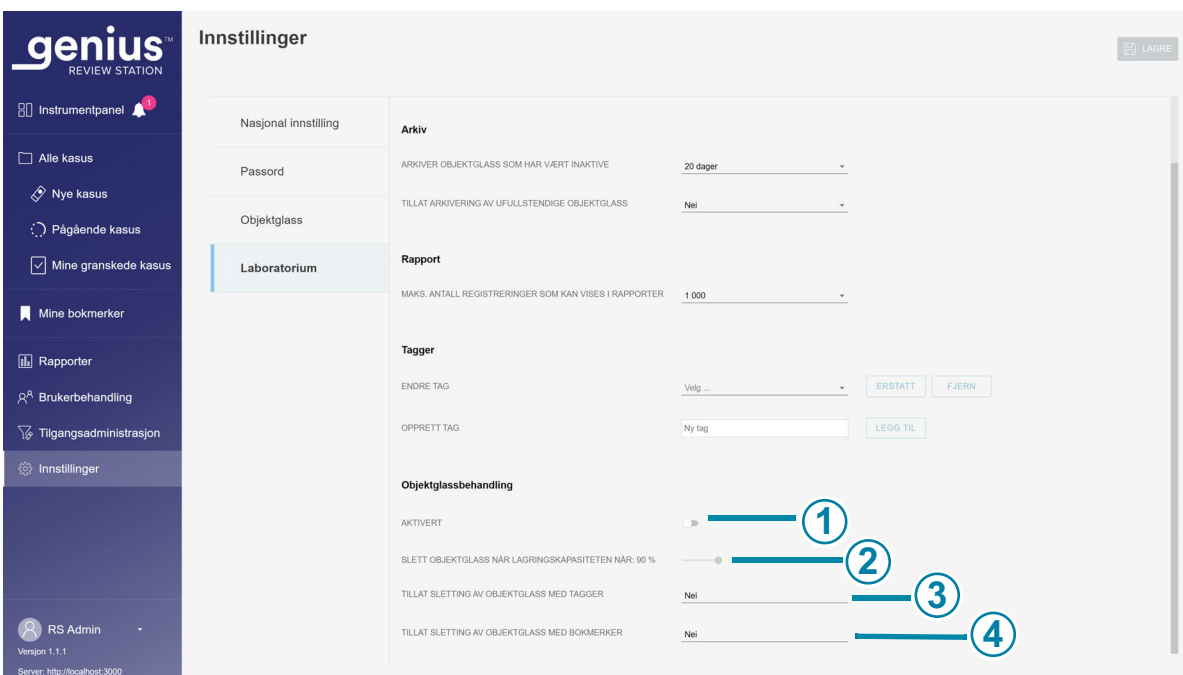 genius™
REVIEW STATION
Instrumentpanel 1
Alle kasus
Nye kasus
Pågående kasus
Mine granskede kasus
Mine bokmerker
Rapporter
Brukerbehandling
Tilgangsadministrasjon
Innstillinger
RS Admin
Versjon 1.1.1
Server: http://localhost:3000
Innstillinger
LAGRE
Nasjonal innstilling
Passord
Objektglass
Laboratorium
Arkiv
ARKIVER OBJEKTGLASS SOM HAR VÆRT INAKTIVE 20 dager
TILLAT ARKIVERING AV UFULLSTENDIGE OBJEKTGLASS Nei
Rapport
MAKS. ANTALL REGISTRERINGER SOM KAN VISES I RAPPORTER 1 000
Tagger
ENDRE TAG Velg ... ERSTATT FJERN
OPPRETT TAG Ny tag LEGG TIL
Objektglassbehandling
AKTIVERT 1
SLETT OBJEKTGLASS NÅR LAGRINGSKAPASITETEN NÅR: 90 % 2
TILLAT SLETTING AV OBJEKTGLASS MED TAGGER Nei 3
TILLAT SLETTING AV OBJEKTGLASS MED BOKMERKER Nei 4